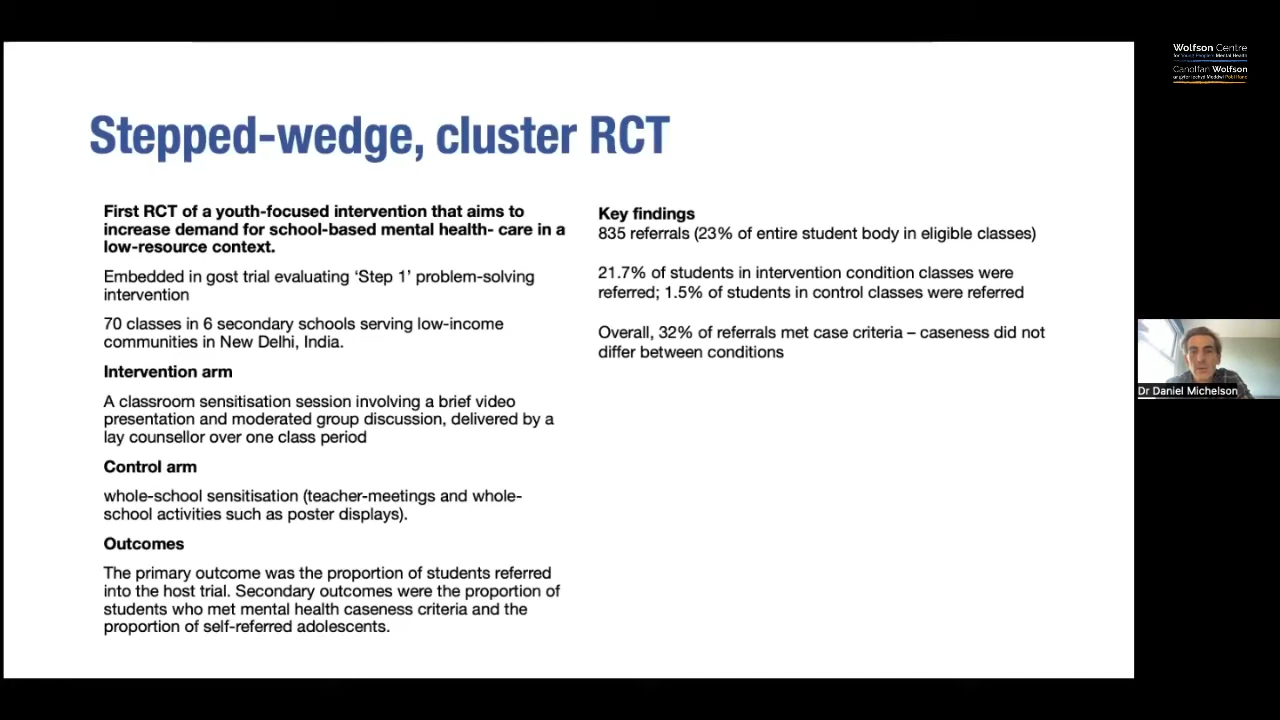 Stepped-wedge, cluster RCT
First RCT of a youth-focused intervention that aims to
increase demand for school-based mental health- care in a
low-resource context.
Embedded in gost trial evaluating ‘Step 1’ problem-solving
intervention
70 classes in 6 secondary schools serving low-income
communities in New Delhi, India.
Intervention arm
A classroom sensitisation session involving a brief video
presentation and moderated group discussion, delivered by a
lay counsellor over one class period
Control arm
whole-school sensitisation (teacher-meetings and whole-
school activities such as poster displays).
Outcomes
The primary outcome was the proportion of students referred
into the host trial. Secondary outcomes were the proportion of
students who met mental health caseness criteria and the
proportion of self-referred adolescents.
Key findings
835 referrals (23% of entire student body in eligible classes)
21.7% of students in intervention condition classes were
referred; 1.5% of students in control classes were referred
Overall, 32% of referrals met case criteria – caseness did not
differ between conditions
Wolfson Centre
for Young People's Mental Health
Canolfan Wolfson
Dr Daniel Michelson